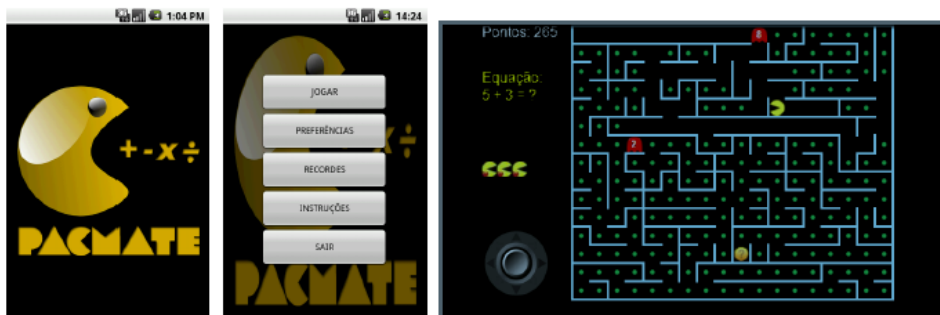 1:04 PM
+ - x ÷
PACMATE
14:24
JOGAR
PREFERÊNCIAS
RECORDES
INSTRUÇÕES
SAIR
PACMATE
Pontos: 265
Equação:
5 + 3 = ?
8
2